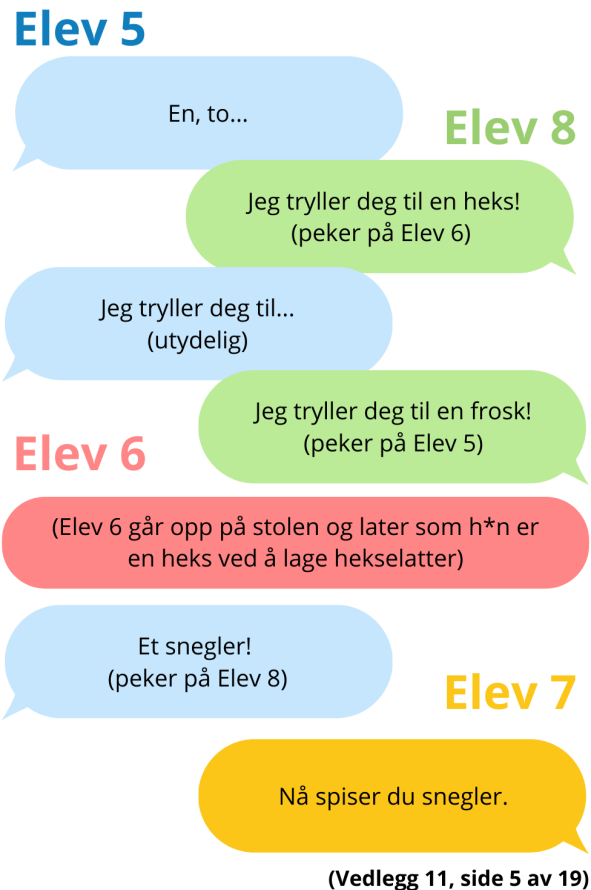 Elev 5
En, to...
Elev 8
Jeg tryller deg til en heks!
(peker på Elev 6)
Jeg tryller deg til...
(utydelig)
Jeg tryller deg til en frosk!
(peker på Elev 5)
Elev 6
(Elev 6 går opp på stolen og later som h*n er
en heks ved å lage hekselatter)
Et snegler!
(peker på Elev 8)
Elev 7
Nå spiser du snegler.
(Vedlegg 11, side 5 av 19)